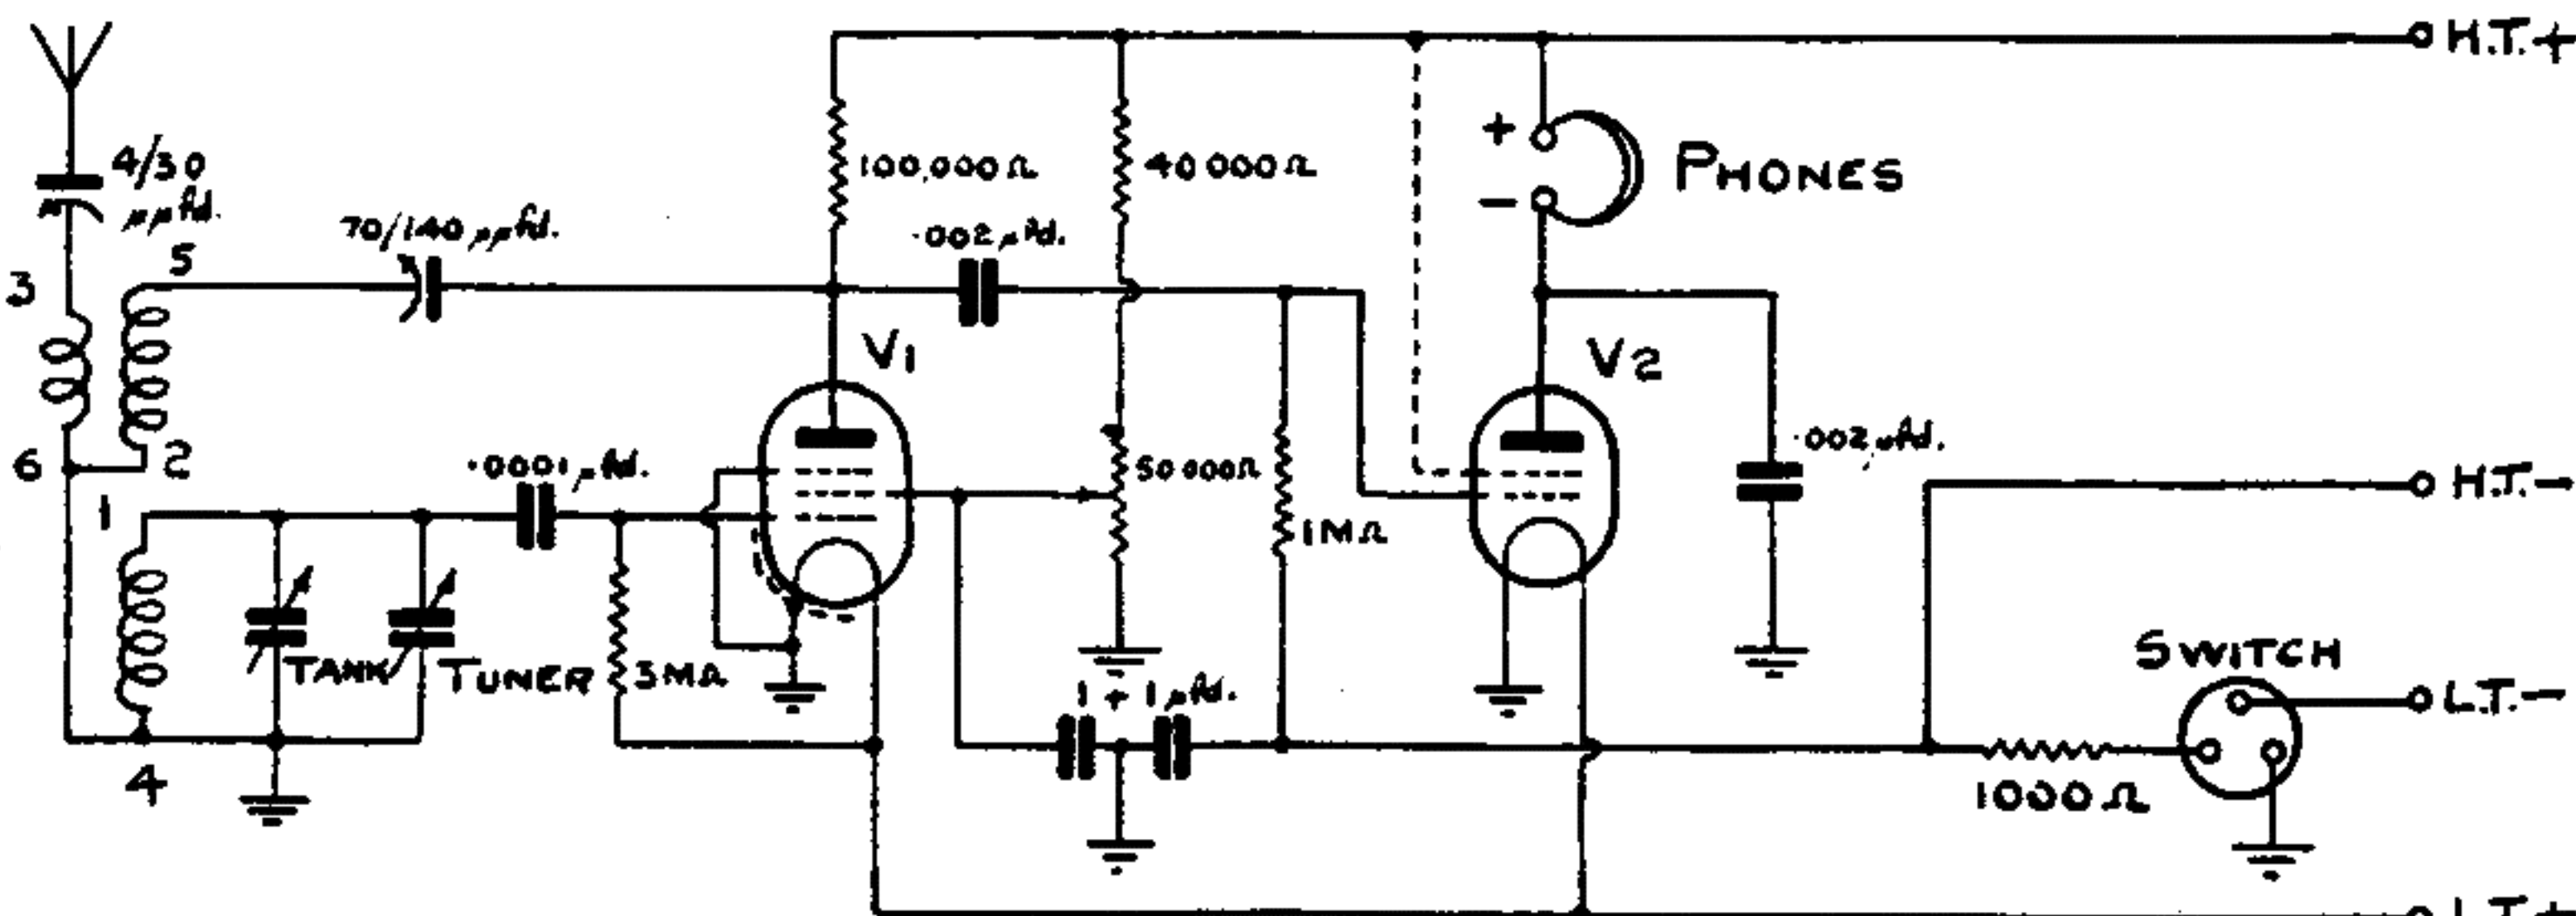 H.T.+
4/30
μμfd.
100,000Ω
40 000Ω
+
PHONES
−
70/140 μμfd.
.002 μfd.
5
3
V1
V2
6
2
.0001 μfd.
50 000Ω
.002 μfd.
H.T.−
1
1MΩ
TANK
TUNER
3MΩ
1 + 1 μfd.
SWITCH
L.T.−
4
1000Ω
L.T.+